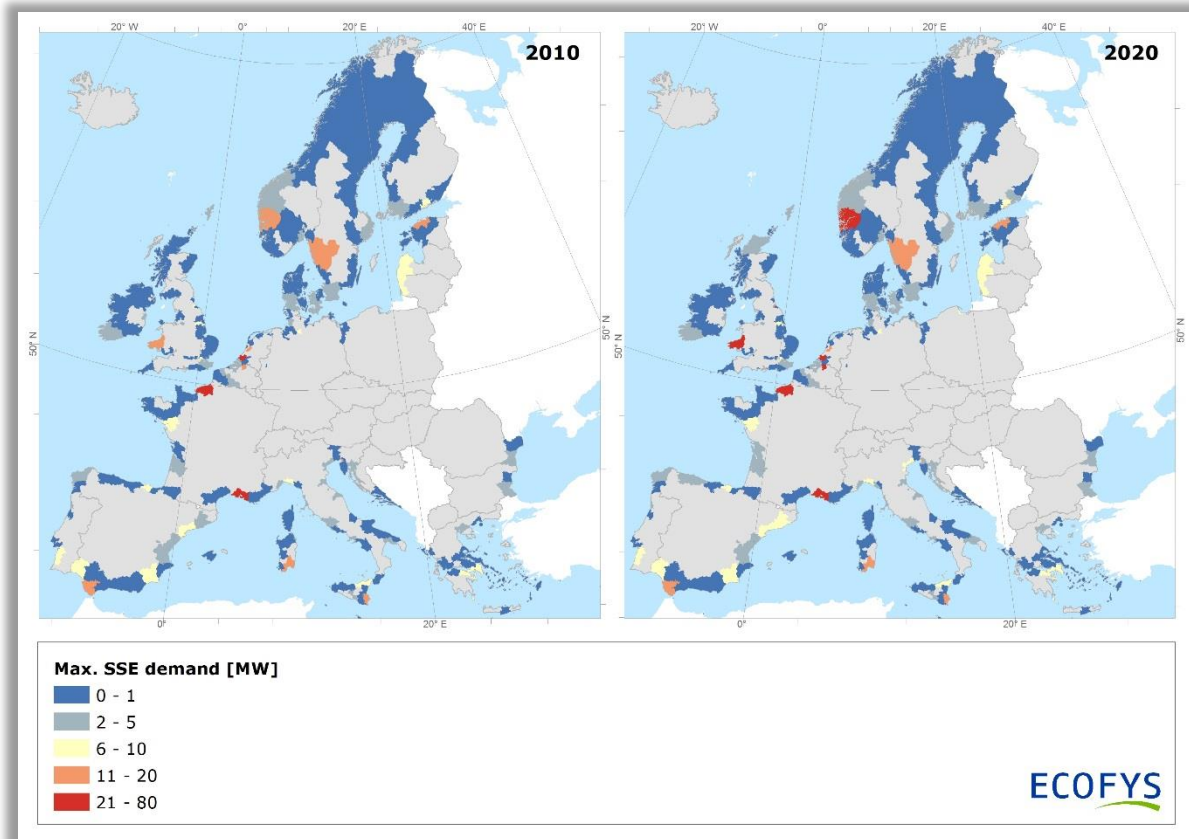 20° W 0° 20° E 40° E
2010
50° N
50° N
0° 20° E
20° W 0° 20° E 40° E
2020
50° N
50° N
0° 20° E
Max. SSE demand [MW]
0 - 1
2 - 5
6 - 10
11 - 20
21 - 80
ECOFYS